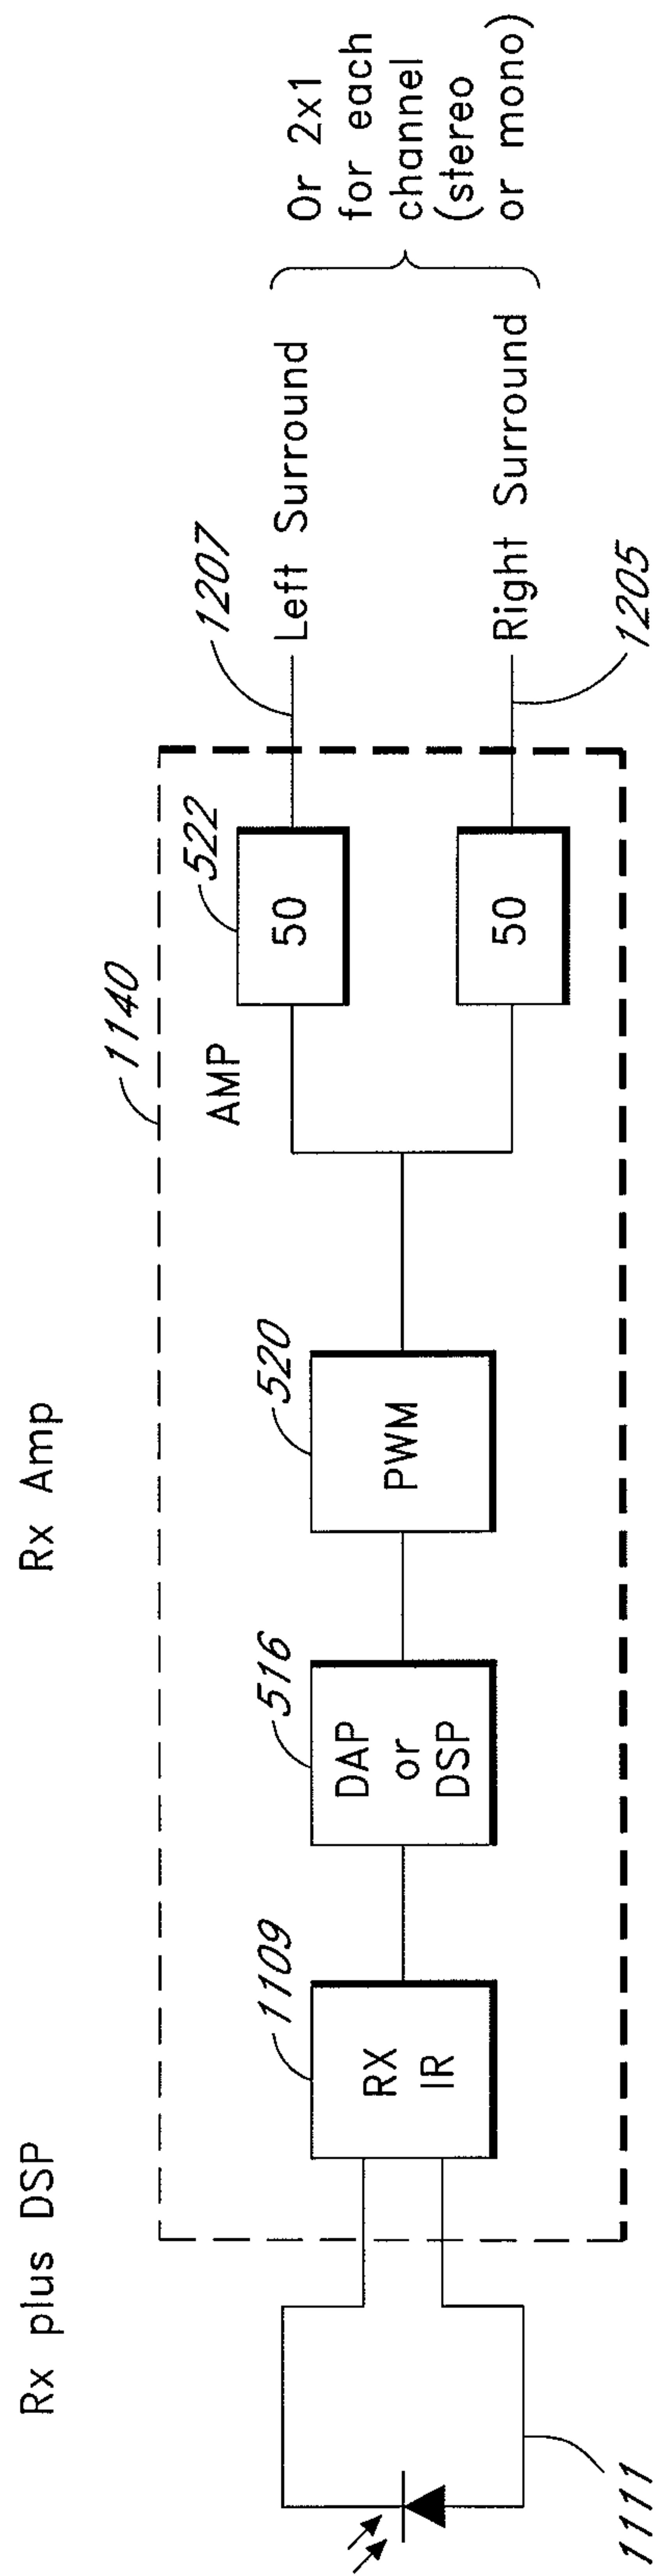 Rx plus DSP
Rx Amp
1140
1111
1109
RX
IR
516
DAP
or
DSP
520
PWM
AMP
522
50
50
1207
Left Surround
Right Surround
1205
Or 2x1
for each
channel
(stereo
or mono)